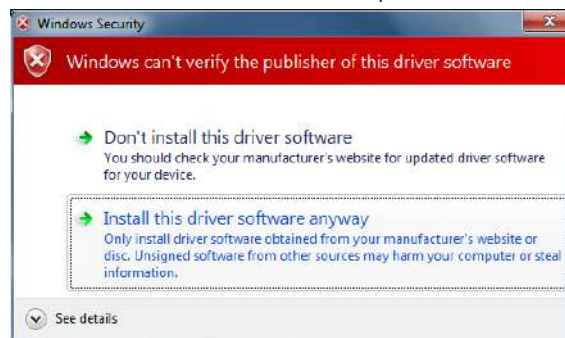 Windows Security
Windows can't verify the publisher of this driver software
Don't install this driver software
You should check your manufacturer's website for updated driver software
for your device.
Install this driver software anyway
Only install driver software obtained from your manufacturer's website or
disc. Unsigned software from other sources may harm your computer or steal
information.
See details